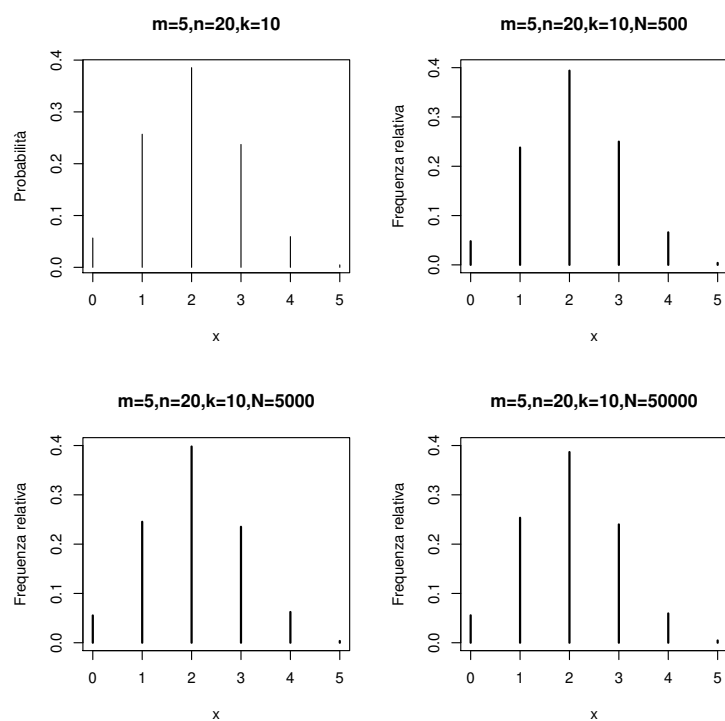 m=5,n=20,k=10
Probabilità
0.0 0.1 0.2 0.3 0.4
0 1 2 3 4 5
x
m=5,n=20,k=10,N=500
Frequenza relativa
0.0 0.1 0.2 0.3 0.4
0 1 2 3 4 5
x
m=5,n=20,k=10,N=5000
Frequenza relativa
0.0 0.1 0.2 0.3 0.4
0 1 2 3 4 5
x
m=5,n=20,k=10,N=50000
Frequenza relativa
0.0 0.1 0.2 0.3 0.4
0 1 2 3 4 5
x